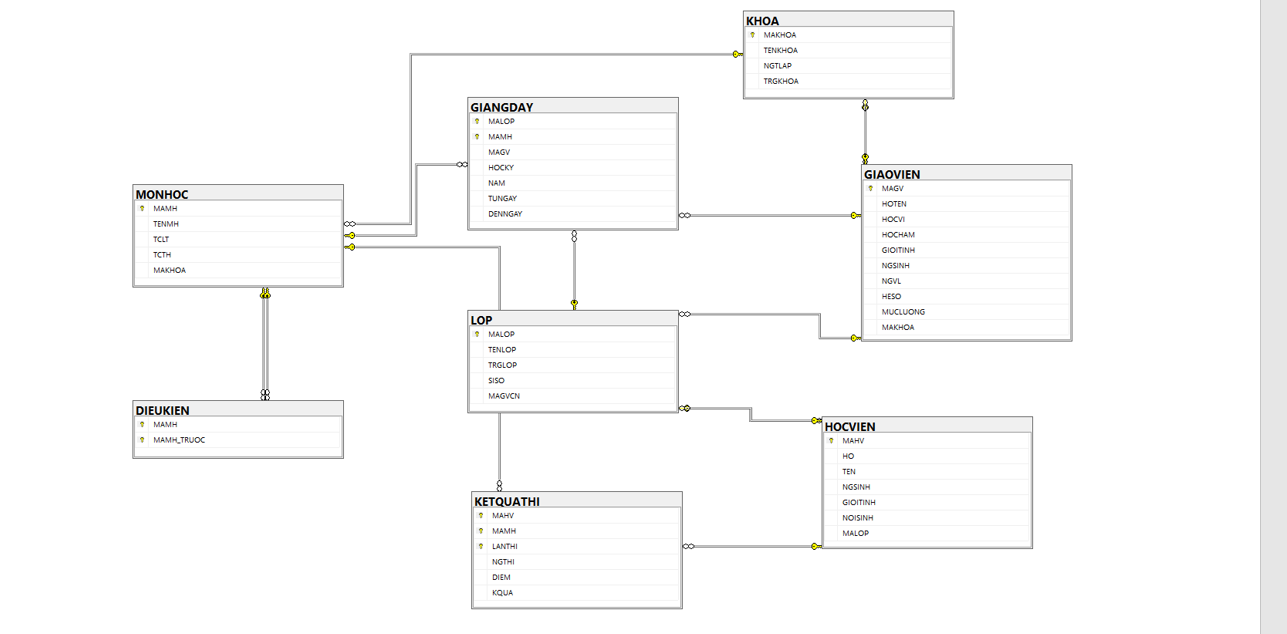 KHOA
MAKHOA
TENKHOA
NGTLAP
TRGKHOA
GIANGDAY
MALOP
MAMH
MAGV
HOCKY
NAM
TUNGAY
DENNGAY
GIAOVIEN
MAGV
HOTEN
HOCVI
HOCHAM
GIOITINH
NGSINH
NGVL
HESO
MUCLUONG
MAKHOA
MONHOC
MAMH
TENMH
TCLT
TCTH
MAKHOA
LOP
MALOP
TENLOP
TRGLOP
SISO
MAGVCN
DIEUKIEN
MAMH
MAMH_TRUOC
HOCVIEN
MAHV
HO
TEN
NGSINH
GIOITINH
NOISINH
MALOP
KETQUATHI
MAHV
MAMH
LANTHI
NGTHI
DIEM
KQUA